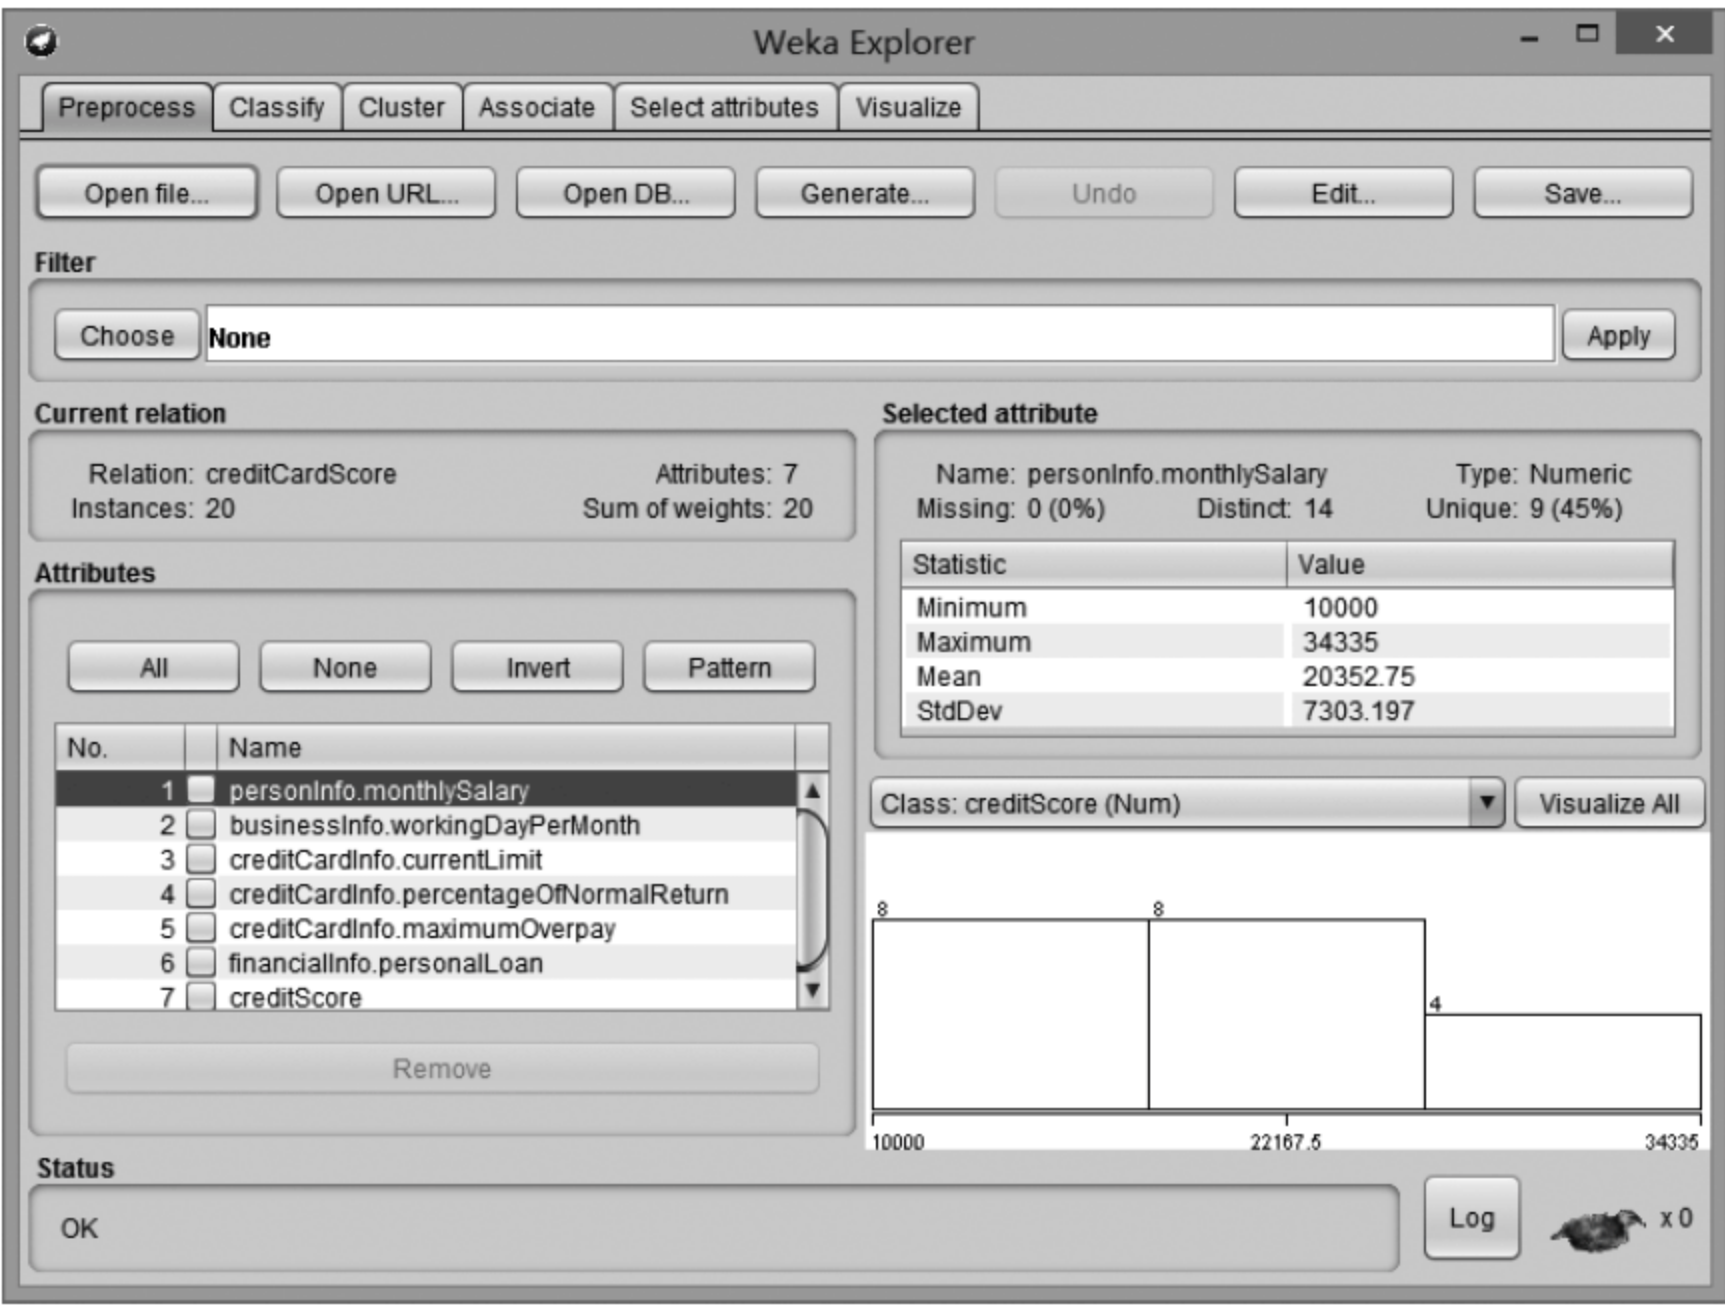 Weka Explorer
Preprocess Classify Cluster Associate Select attributes Visualize
Open file... Open URL... Open DB... Generate... Undo Edit... Save...
Filter
Choose None Apply
Current relation
Relation: creditCardScore Attributes: 7
Instances: 20 Sum of weights: 20
Attributes
All None Invert Pattern
No. Name
1 personInfo.monthlySalary
2 businessInfo.workingDayPerMonth
3 creditCardInfo.currentLimit
4 creditCardInfo.percentageOfNormalReturn
5 creditCardInfo.maximumOverpay
6 financialInfo.personalLoan
7 creditScore
Remove
Selected attribute
Name: personInfo.monthlySalary Type: Numeric
Missing: 0 (0%) Distinct: 14 Unique: 9 (45%)
Statistic Value
Minimum 10000
Maximum 34335
Mean 20352.75
StdDev 7303.197
Class: creditScore (Num) Visualize All
8 8 4
10000 22167.5 34335
Status
OK
Log x 0